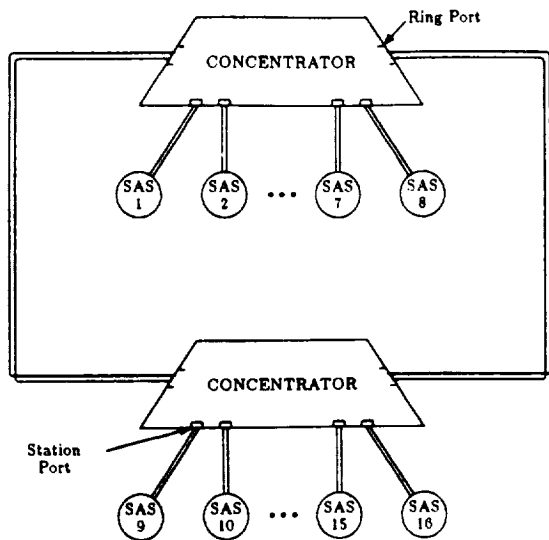 Ring Port
CONCENTRATOR
SAS
1
SAS
2
•••
SAS
7
SAS
8
CONCENTRATOR
Station
Port
SAS
9
SAS
10
•••
SAS
15
SAS
16